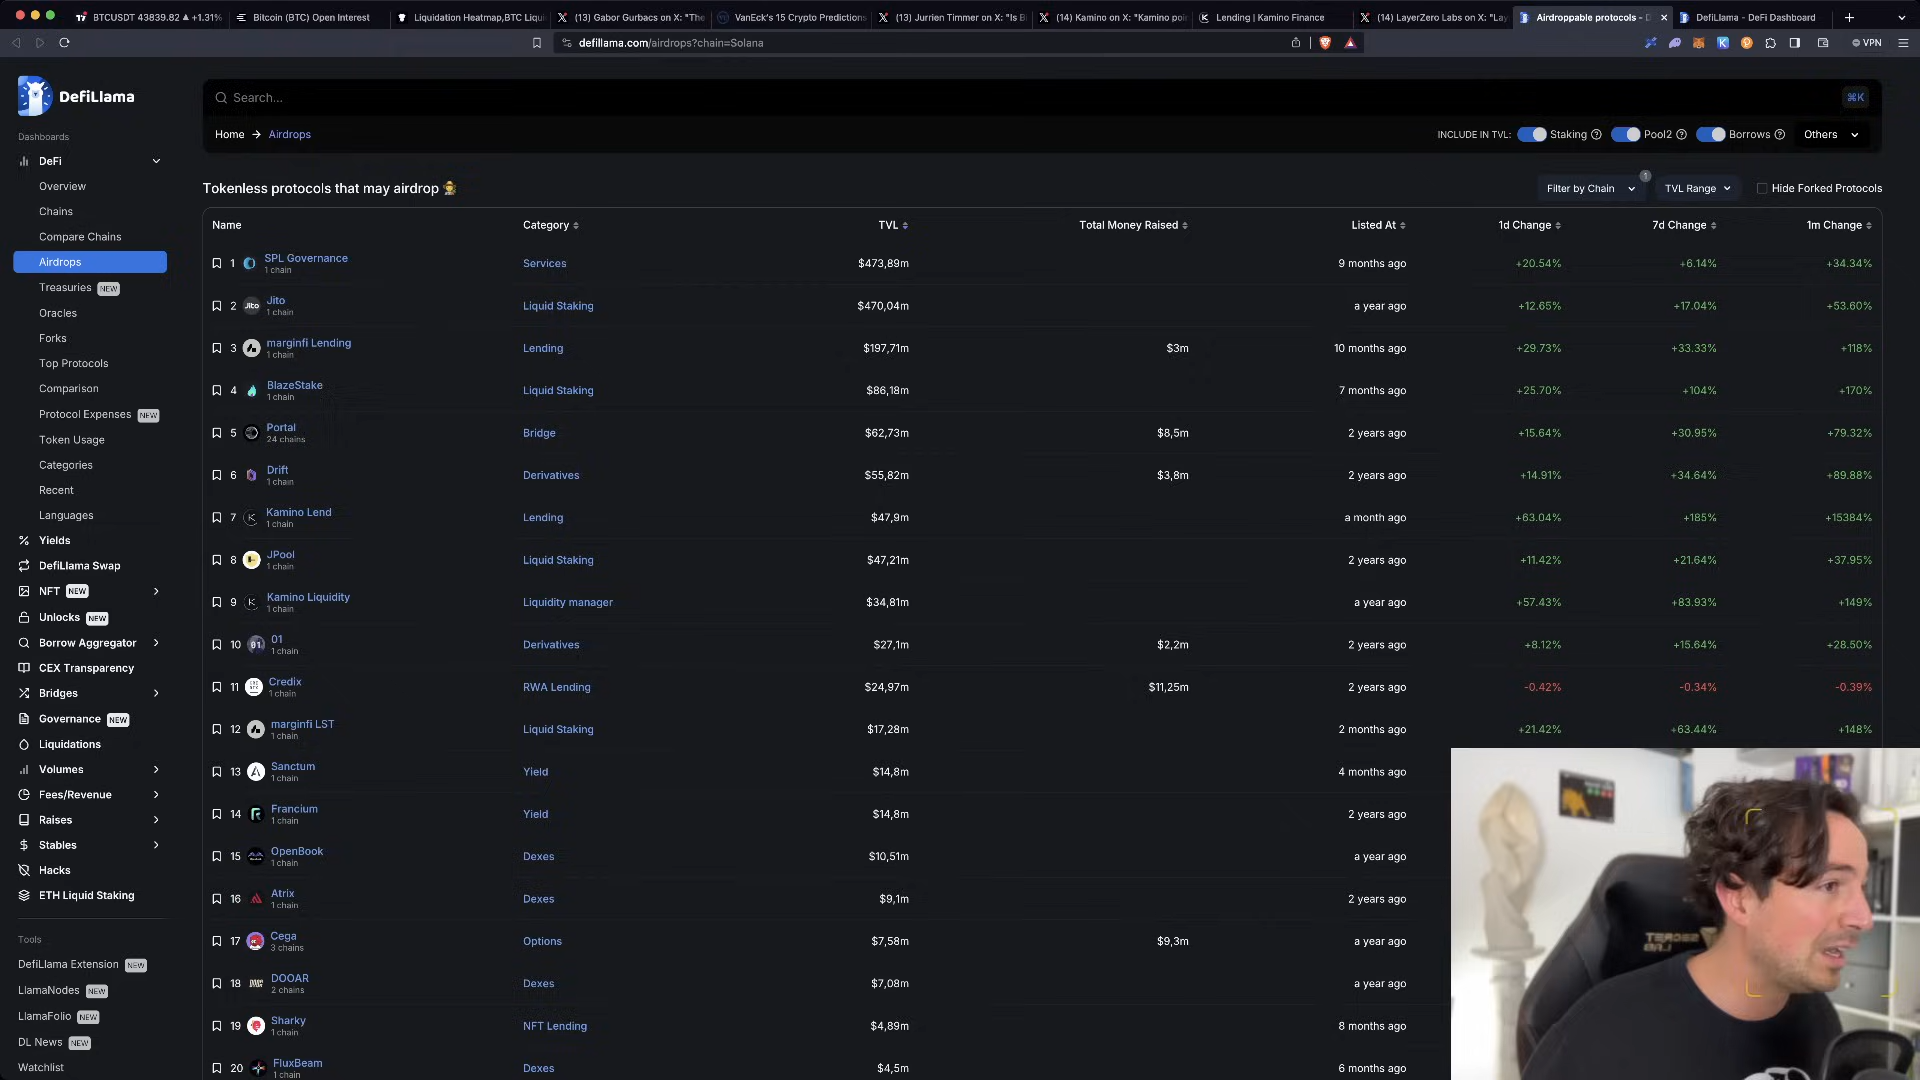 BTCUSDT 43839.82 ▲ +1.31%
Bitcoin (BTC) Open Interest
Liquidation Heatmap,BTC Liqui
(13) Gabor Gurbacs on X: "The
VanEck's 15 Crypto Predictions
(13) Jurrien Timmer on X: "Is B
(14) Kamino on X: "Kamino poi
Lending | Kamino Finance
(14) LayerZero Labs on X: "Lay
Airdroppable protocols - D
DefiLlama - DeFi Dashboard
defillama.com/airdrops?chain=Solana
VPN
DefiLlama
Search...
⌘K
Home → Airdrops
INCLUDE IN TVL: Staking Pool2 Borrows Others
Dashboards
DeFi
Overview
Chains
Compare Chains
Airdrops
Treasuries NEW
Oracles
Forks
Top Protocols
Comparison
Protocol Expenses NEW
Token Usage
Categories
Recent
Languages
Yields
DefiLlama Swap
NFT NEW
Unlocks NEW
Borrow Aggregator
CEX Transparency
Bridges
Governance NEW
Liquidations
Volumes
Fees/Revenue
Raises
Stables
Hacks
ETH Liquid Staking
Tools
DefiLlama Extension NEW
LlamaNodes NEW
LlamaFolio NEW
DL News NEW
Watchlist
Tokenless protocols that may airdrop
Filter by Chain 1 TVL Range Hide Forked Protocols
Name Category TVL Total Money Raised Listed At 1d Change 7d Change 1m Change
1 SPL Governance Services $473,89m 9 months ago +20.54% +6.14% +34.34%
1 chain
2 Jito Liquid Staking $470,04m a year ago +12.65% +17.04% +53.60%
1 chain
3 marginfi Lending Lending $197,71m $3m 10 months ago +29.73% +33.33% +118%
1 chain
4 BlazeStake Liquid Staking $86,18m 7 months ago +25.70% +104% +170%
1 chain
5 Portal Bridge $62,73m $8,5m 2 years ago +15.64% +30.95% +79.32%
24 chains
6 Drift Derivatives $55,82m $3,8m 2 years ago +14.91% +34.64% +89.88%
1 chain
7 Kamino Lend Lending $47,9m a month ago +63.04% +185% +15384%
1 chain
8 JPool Liquid Staking $47,21m 2 years ago +11.42% +21.64% +37.95%
1 chain
9 Kamino Liquidity Liquidity manager $34,81m a year ago +57.43% +83.93% +149%
1 chain
10 01 Derivatives $27,1m $2,2m 2 years ago +8.12% +15.64% +28.50%
1 chain
11 Credix RWA Lending $24,97m $11,25m 2 years ago -0.42% -0.34% -0.39%
1 chain
12 marginfi LST Liquid Staking $17,28m 2 months ago +21.42% +63.44% +148%
1 chain
13 Sanctum Yield $14,8m 4 months ago
1 chain
14 Francium Yield $14,8m 2 years ago
1 chain
15 OpenBook Dexes $10,51m a year ago
1 chain
16 Atrix Dexes $9,1m 2 years ago
1 chain
17 Cega Options $7,58m $9,3m a year ago
3 chains
18 DOOAR Dexes $7,08m a year ago
2 chains
19 Sharky NFT Lending $4,89m 8 months ago
1 chain
20 FluxBeam Dexes $4,5m 6 months ago
1 chain
SECRET
LAB